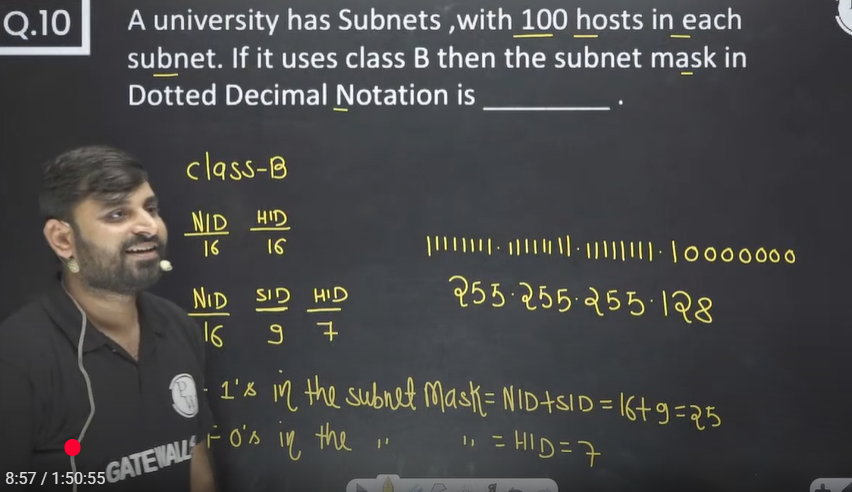 Q.10
A university has Subnets ,with 100 hosts in each
subnet. If it uses class B then the subnet mask in
Dotted Decimal Notation is __________ .
class-B
NID HID
16 16
11111111.11111111.11111111.10000000
255.255.255.128
NID SID HID
16 9 7
- 1's in the subnet Mask = NID+SID = 16+9=25
- 0's in the " " = HID = 7
PW
GATEWALLS
8:57 / 1:50:55